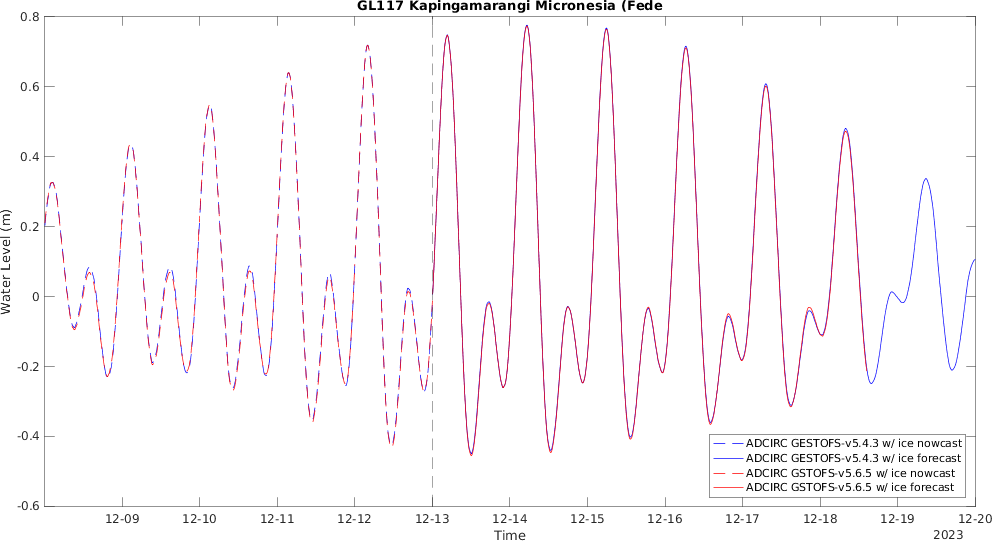 GL117 Kapingamarangi Micronesia (Fede
Water Level (m)
0.8
0.6
0.4
0.2
0
-0.2
-0.4
-0.6
ADCIRC GESTOFS-v5.4.3 w/ ice nowcast
ADCIRC GESTOFS-v5.4.3 w/ ice forecast
ADCIRC GSTOFS-v5.6.5 w/ ice nowcast
ADCIRC GSTOFS-v5.6.5 w/ ice forecast
12-09 12-10 12-11 12-12 12-13 12-14 12-15 12-16 12-17 12-18 12-19 12-20
Time
2023